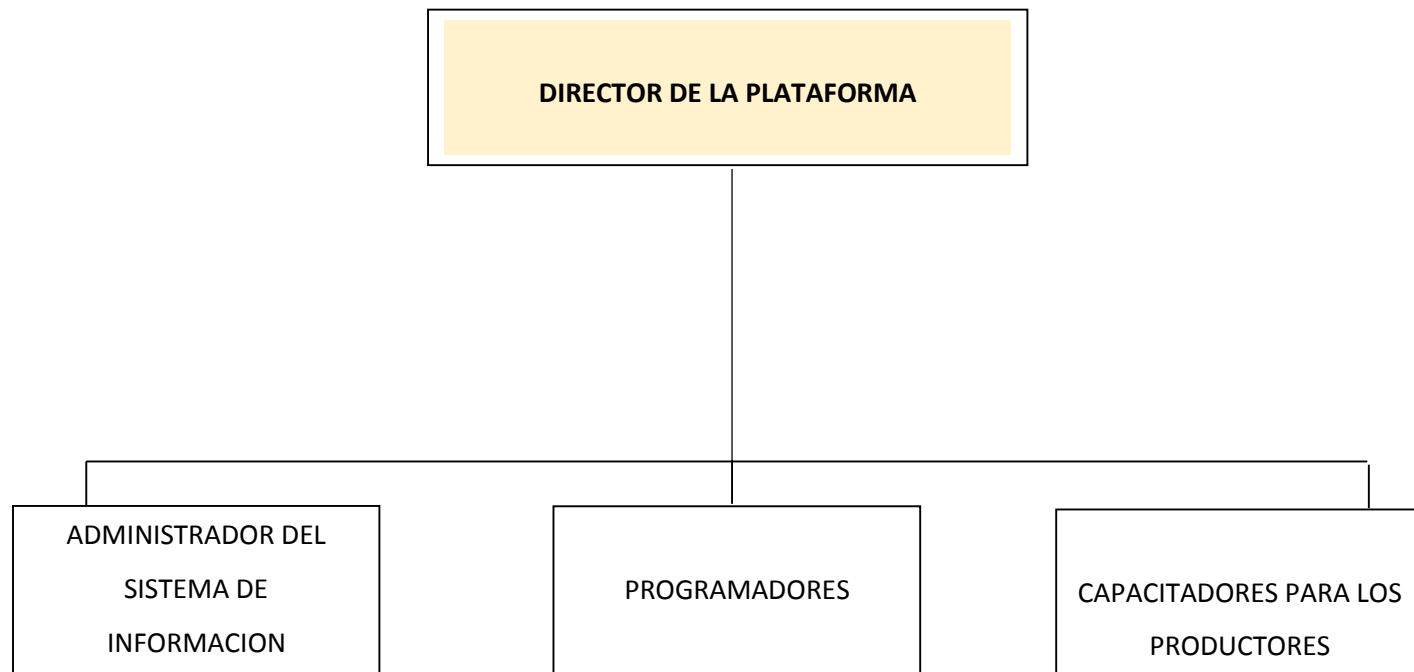 DIRECTOR DE LA PLATAFORMA
ADMINISTRADOR DEL
SISTEMA DE
INFORMACION
PROGRAMADORES
CAPACITADORES PARA LOS
PRODUCTORES